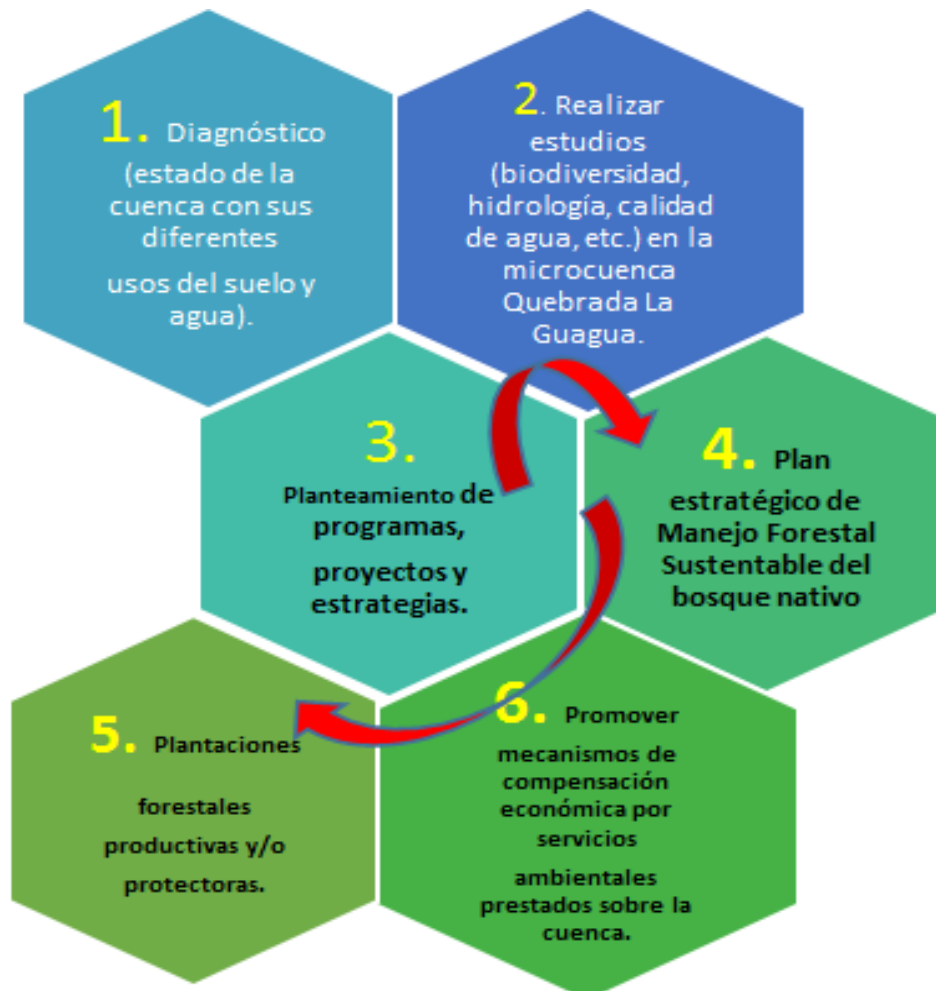 1. Diagnóstico
(estado de la
cuenca con sus
diferentes
usos del suelo y
agua).
2. Realizar
estudios
(biodiversidad,
hidrología, calidad
de agua, etc.) en la
microcuenca
Quebrada La
Guagua.
3.
Planteamiento de
programas,
proyectos y
estrategias.
4. Plan
estratégico de
Manejo Forestal
Sustentable del
bosque nativo
5. Plantaciones
forestales
productivas y/o
protectoras.
6. Promover
mecanismos de
compensación
económica por
servicios
ambientales
prestados sobre la
cuenca.